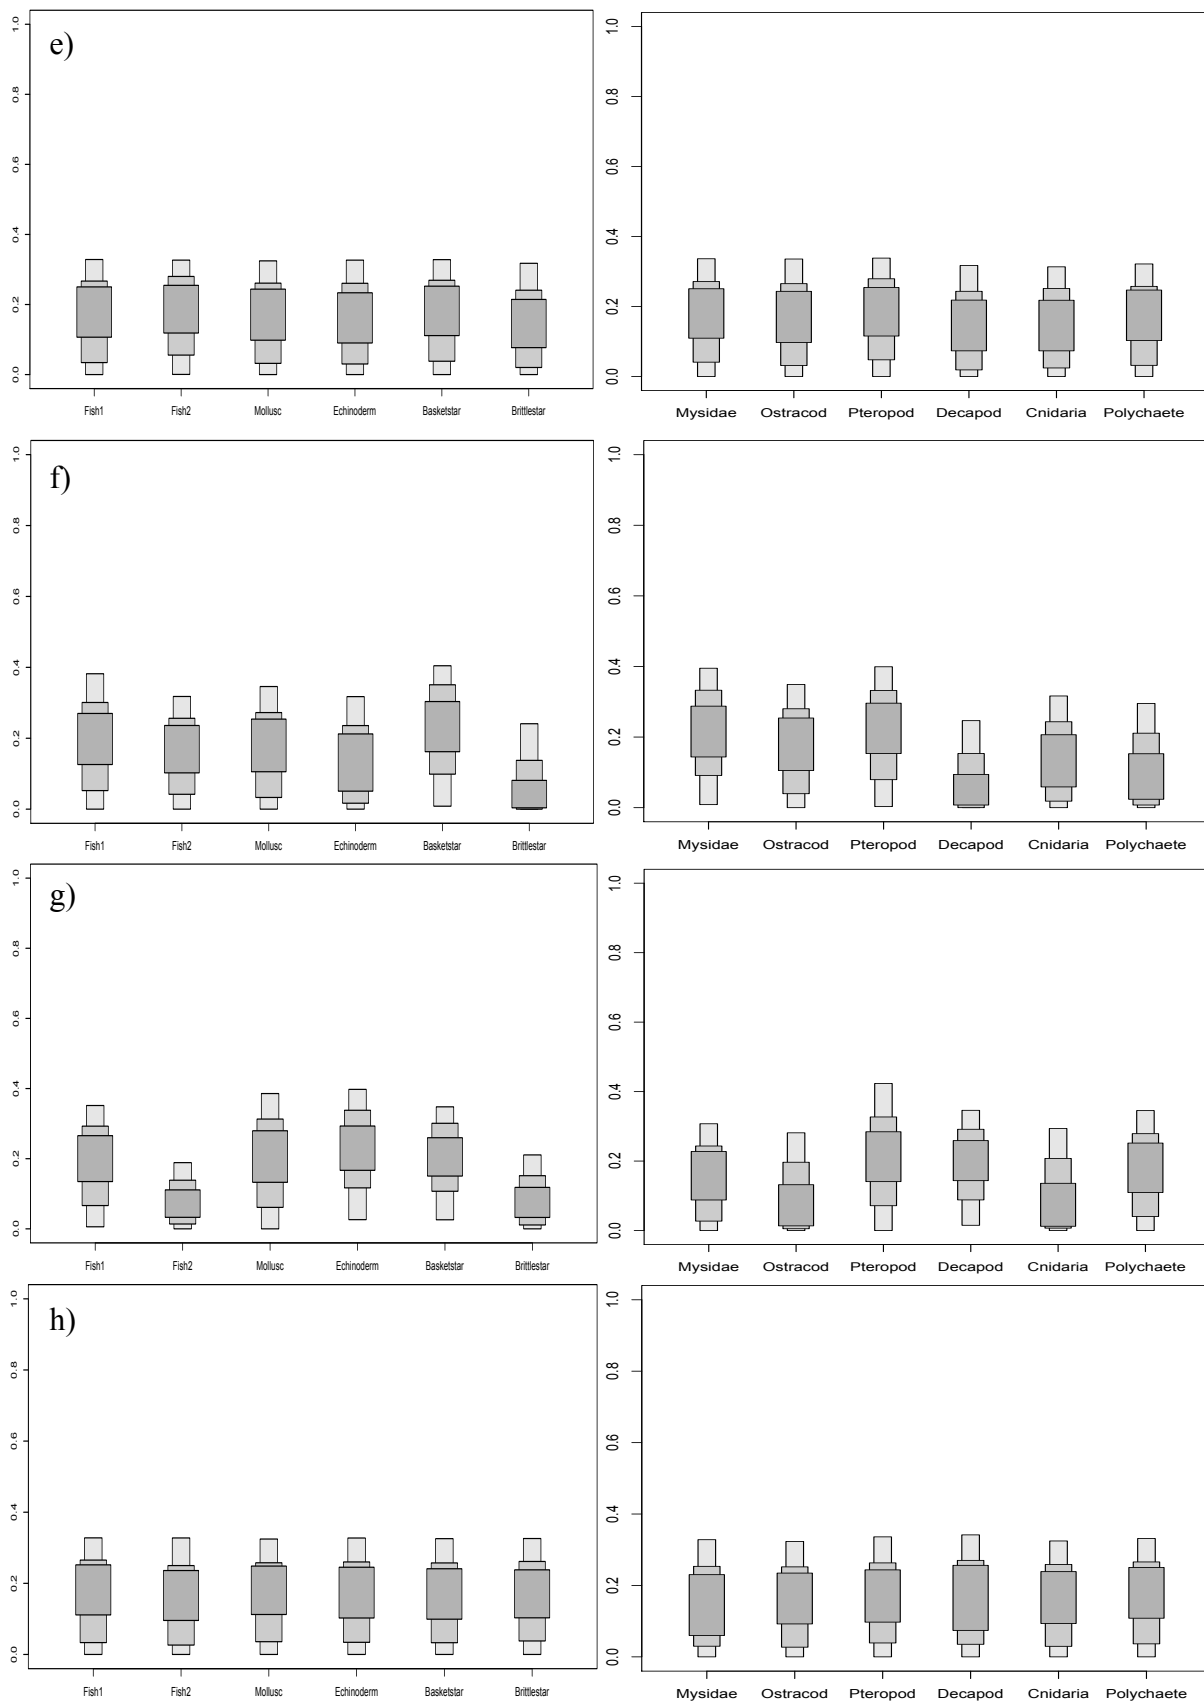 e)
1.0 0.8 0.6 0.4 0.2 0.0
Fish1 Fish2 Mollusc Echinoderm Basketstar Brittlestar
1.0 0.8 0.6 0.4 0.2 0.0
Mysidae Ostracod Pteropod Decapod Cnidaria Polychaete
f)
1.0 0.8 0.6 0.4 0.2 0.0
Fish1 Fish2 Mollusc Echinoderm Basketstar Brittlestar
1.0 0.8 0.6 0.4 0.2 0.0
Mysidae Ostracod Pteropod Decapod Cnidaria Polychaete
g)
1.0 0.8 0.6 0.4 0.2 0.0
Fish1 Fish2 Mollusc Echinoderm Basketstar Brittlestar
1.0 0.8 0.6 0.4 0.2 0.0
Mysidae Ostracod Pteropod Decapod Cnidaria Polychaete
h)
1.0 0.8 0.6 0.4 0.2 0.0
Fish1 Fish2 Mollusc Echinoderm Basketstar Brittlestar
1.0 0.8 0.6 0.4 0.2 0.0
Mysidae Ostracod Pteropod Decapod Cnidaria Polychaete